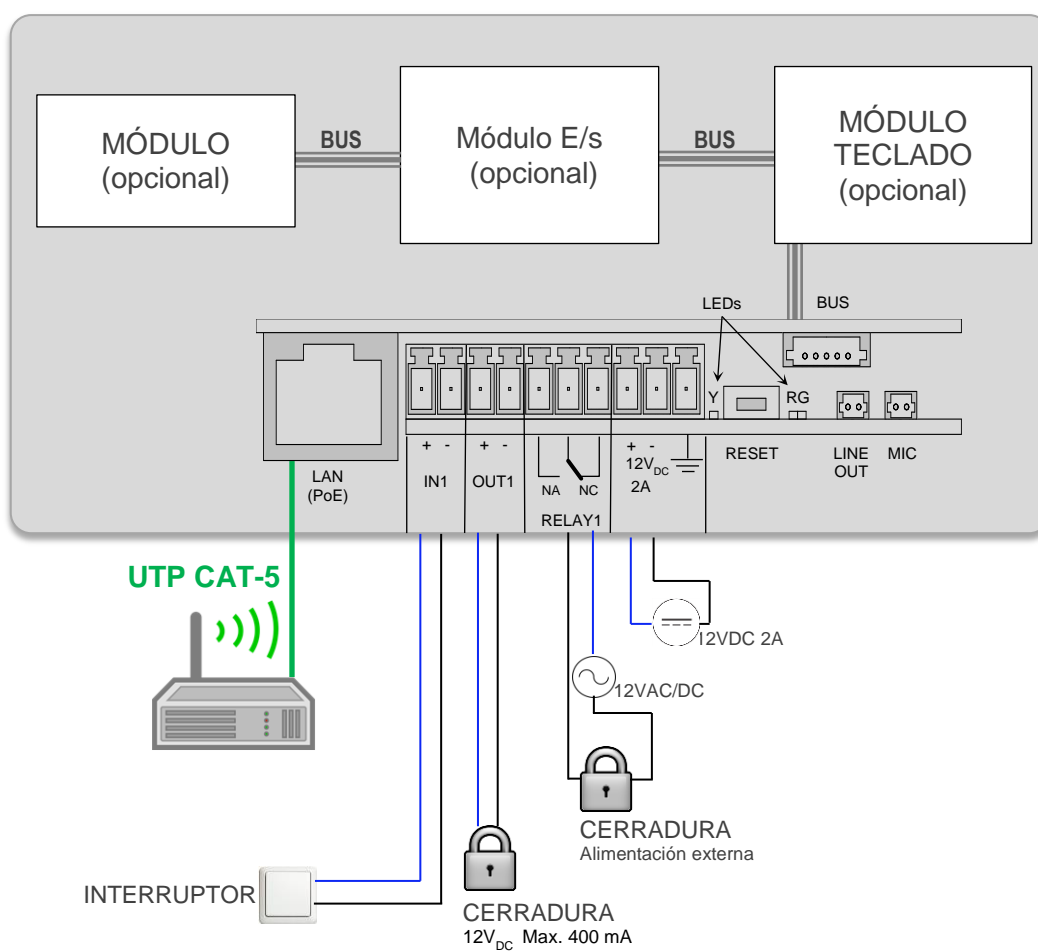 MÓDULO
(opcional)
BUS
Módulo E/s
(opcional)
BUS
MÓDULO
TECLADO
(opcional)
LEDs
BUS
Y
RG
LAN
(PoE)
+ -
IN1
+ -
OUT1
NA
NC
RELAY1
+ -
12VDC
2A
RESET
LINE
OUT
MIC
UTP CAT-5
12VDC 2A
12VAC/DC
CERRADURA
Alimentación externa
INTERRUPTOR
CERRADURA
12VDC Max. 400 mA